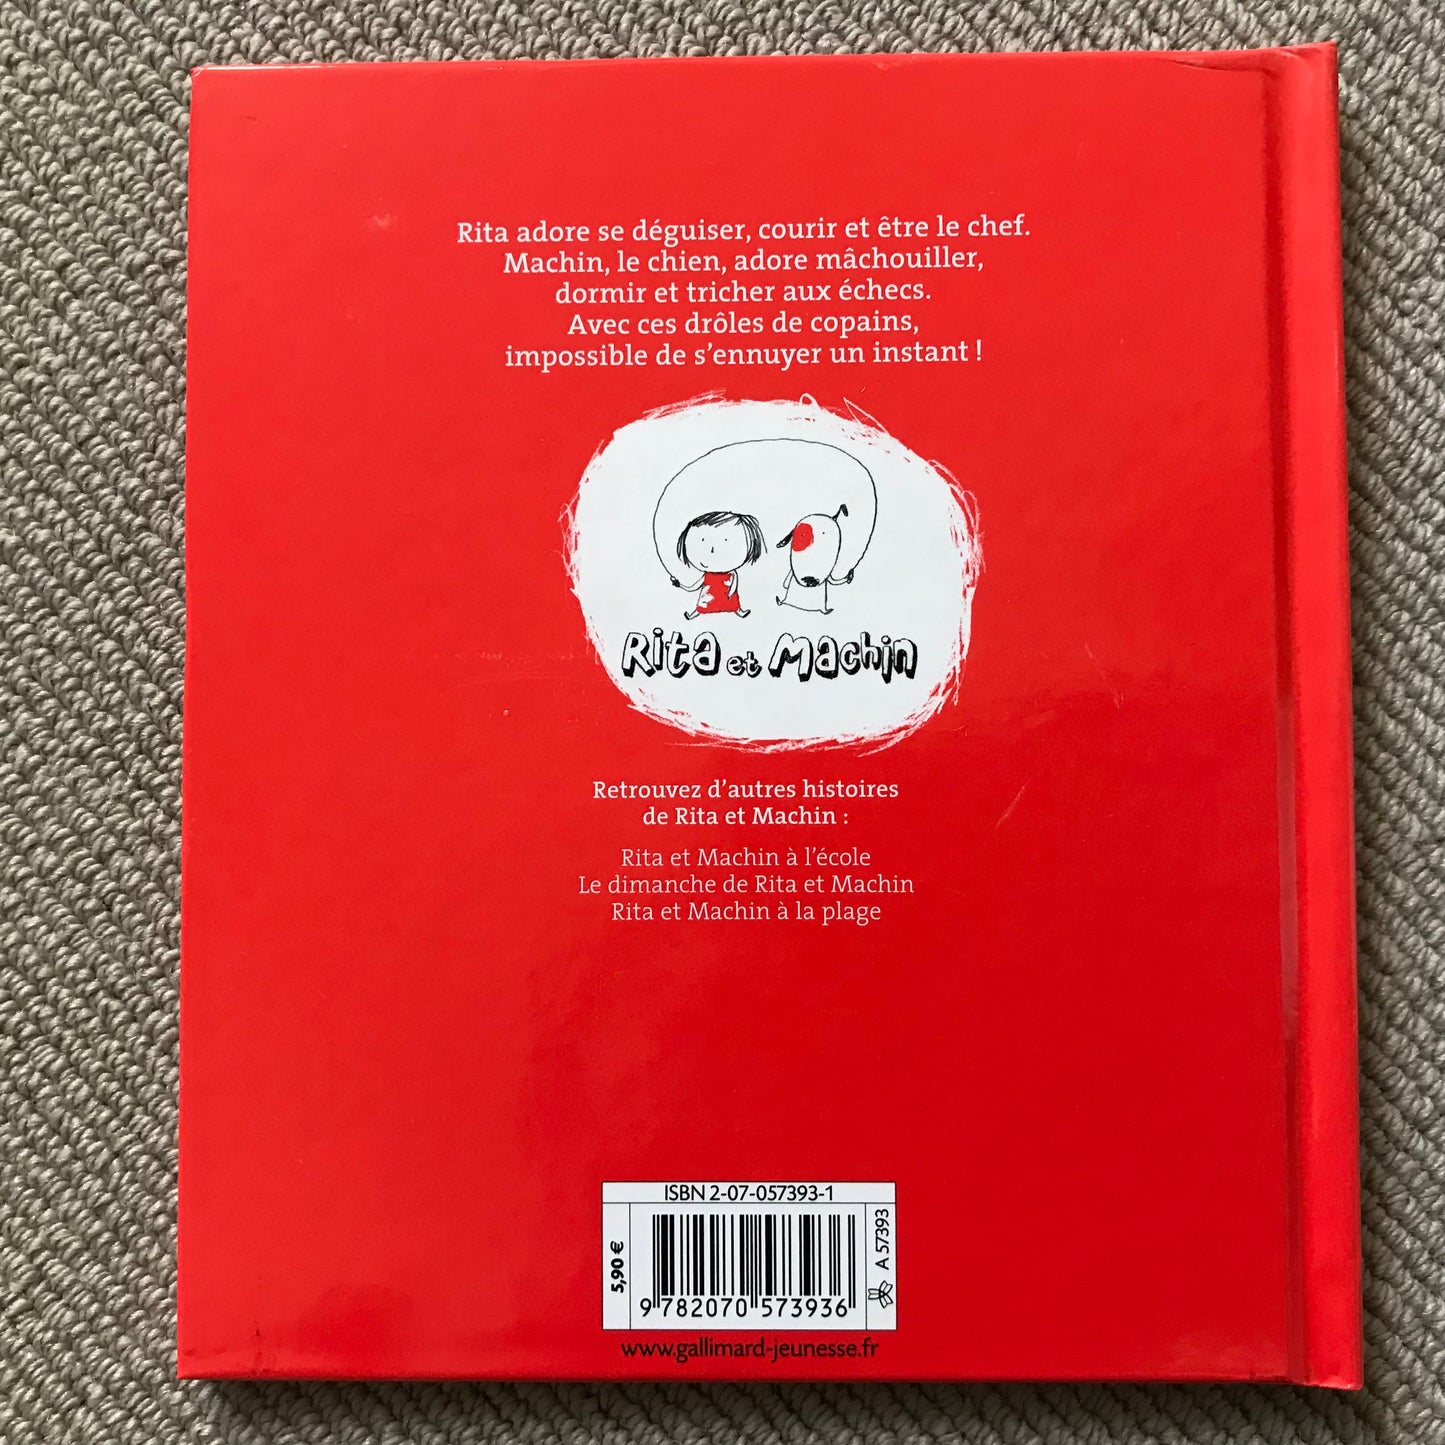 Rita adore se déguiser, courir et être le chef.
Machin, le chien, adore mâchouiller,
dormir et tricher aux échecs.
Avec ces drôles de copains,
impossible de s'ennuyer un instant !
Rita et Machin
Retrouvez d'autres histoires
de Rita et Machin :
Rita et Machin à l'école
Le dimanche de Rita et Machin
Rita et Machin à la plage
ISBN 2-07-057393-1
5,90 €
A 57393
9 782070 573936
www.gallimard-jeunesse.fr